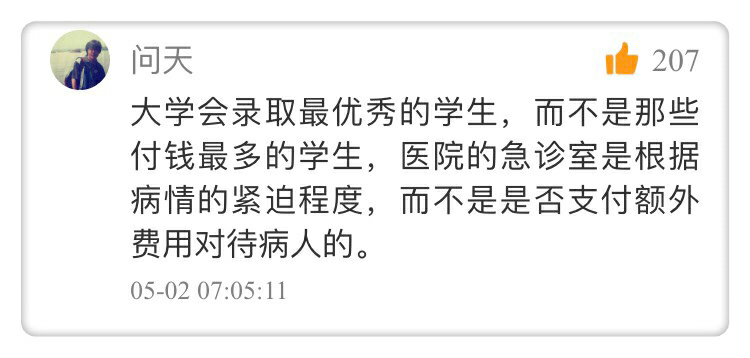 问天
207
大学会录取最优秀的学生，而不是那些
付钱最多的学生，医院的急诊室是根据
病情的紧迫程度，而不是是否支付额外
费用对待病人的。
05-02 07:05:11